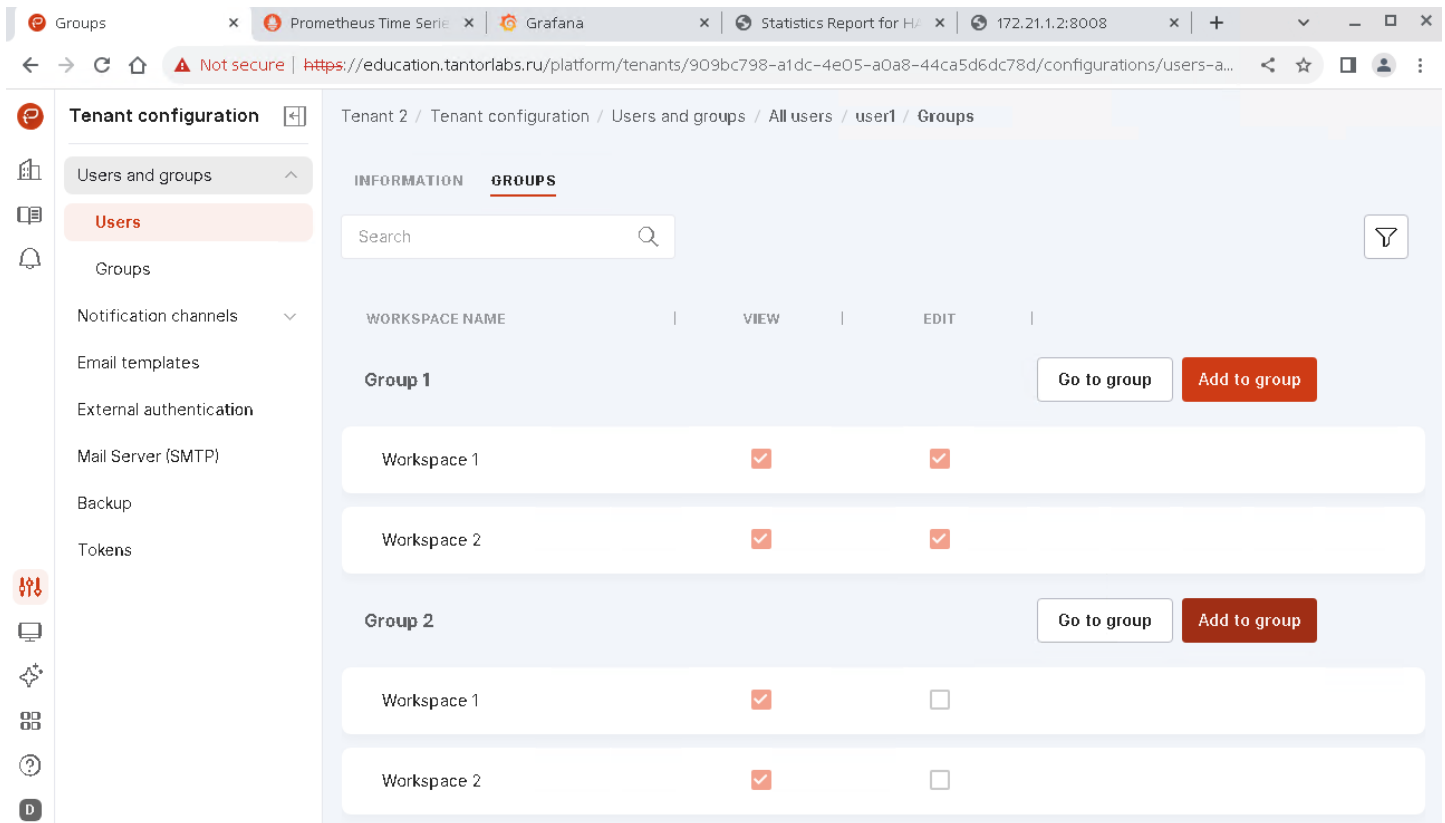 Groups
Prometheus Time Serie
Grafana
Statistics Report for HA
172.21.1.2:8008
Not secure | https://education.tantorlabs.ru/platform/tenants/909bc798-a1dc-4e05-a0a8-44ca5d6dc78d/configurations/users-a...
Tenant configuration
Tenant 2 / Tenant configuration / Users and groups / All users / user1 / Groups
Users and groups
Users
Groups
Notification channels
Email templates
External authentication
Mail Server (SMTP)
Backup
Tokens
D
INFORMATION GROUPS
Search
WORKSPACE NAME VIEW EDIT
Group 1 Go to group Add to group
Workspace 1
Workspace 2
Group 2 Go to group Add to group
Workspace 1
Workspace 2